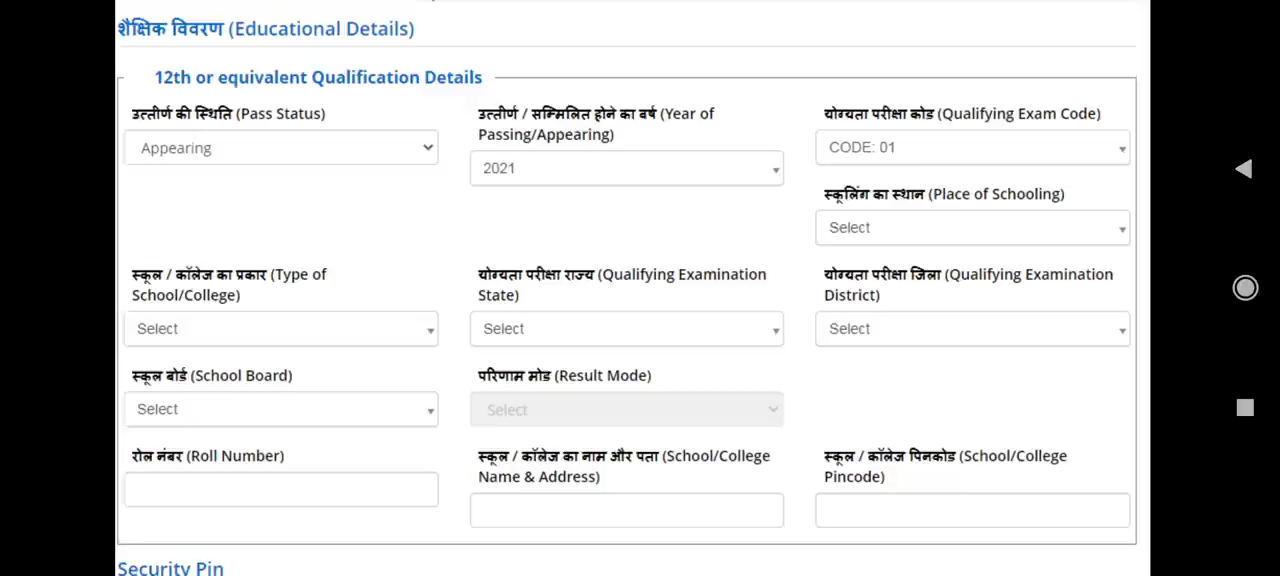 शैक्षिक विवरण (Educational Details)
12th or equivalent Qualification Details
उत्तीर्ण की स्थिति (Pass Status)
Appearing
उत्तीर्ण / सम्मिलित होने का वर्ष (Year of
Passing/Appearing)
2021
योग्यता परीक्षा कोड (Qualifying Exam Code)
CODE: 01
स्कूलिंग का स्थान (Place of Schooling)
Select
स्कूल / कॉलेज का प्रकार (Type of
School/College)
Select
योग्यता परीक्षा राज्य (Qualifying Examination
State)
Select
योग्यता परीक्षा जिला (Qualifying Examination
District)
Select
स्कूल बोर्ड (School Board)
Select
परिणाम मोड (Result Mode)
Select
रोल नंबर (Roll Number)
स्कूल / कॉलेज का नाम और पता (School/College
Name & Address)
स्कूल / कॉलेज पिनकोड (School/College
Pincode)
Security Pin